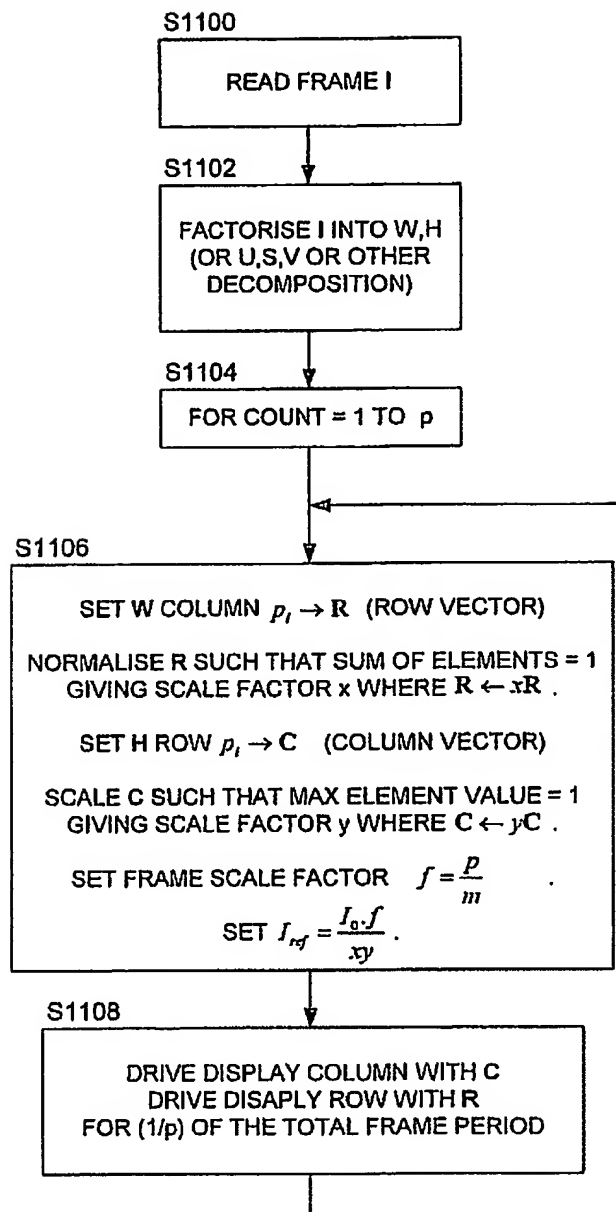 S1100
READ FRAME I
S1102
FACTORISE I INTO W,H
(OR U,S,V OR OTHER
DECOMPOSITION)
S1104
FOR COUNT = 1 TO p
S1106
SET W COLUMN p_i → R (ROW VECTOR)
NORMALISE R SUCH THAT SUM OF ELEMENTS = 1
GIVING SCALE FACTOR x WHERE R ← xR .
SET H ROW p_i → C (COLUMN VECTOR)
SCALE C SUCH THAT MAX ELEMENT VALUE = 1
GIVING SCALE FACTOR y WHERE C ← yC .
SET FRAME SCALE FACTOR f = p/m .
SET I_ref = I_0.f/xy .
S1108
DRIVE DISPLAY COLUMN WITH C
DRIVE DISAPLY ROW WITH R
FOR (1/p) OF THE TOTAL FRAME PERIOD